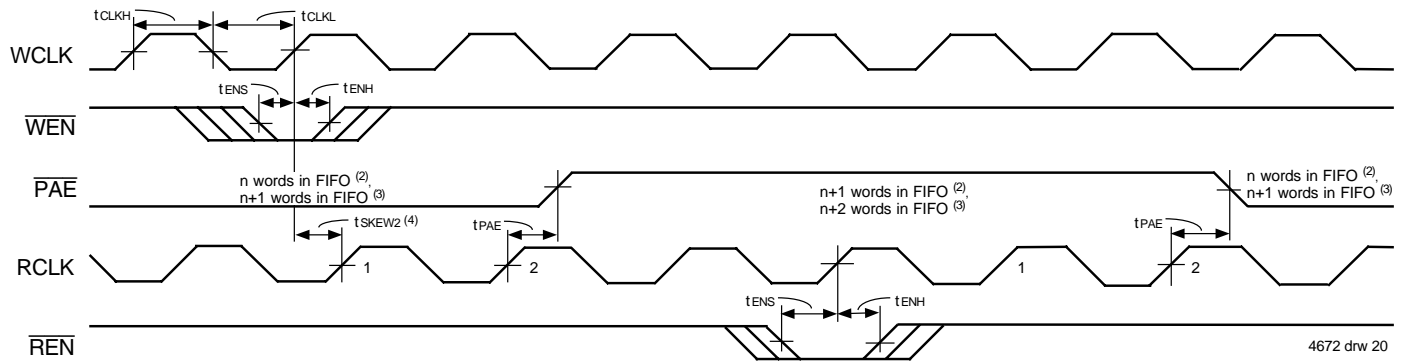 tCLKH
tCLKL
WCLK
tENS
tENH
WEN
PAE
n words in FIFO (2),
n+1 words in FIFO (3)
n+1 words in FIFO (2),
n+2 words in FIFO (3)
n words in FIFO (2),
n+1 words in FIFO (3)
tSKEW2 (4)
tPAE
tPAE
RCLK
1
2
1
2
tENS
tENH
REN
4672 drw 20